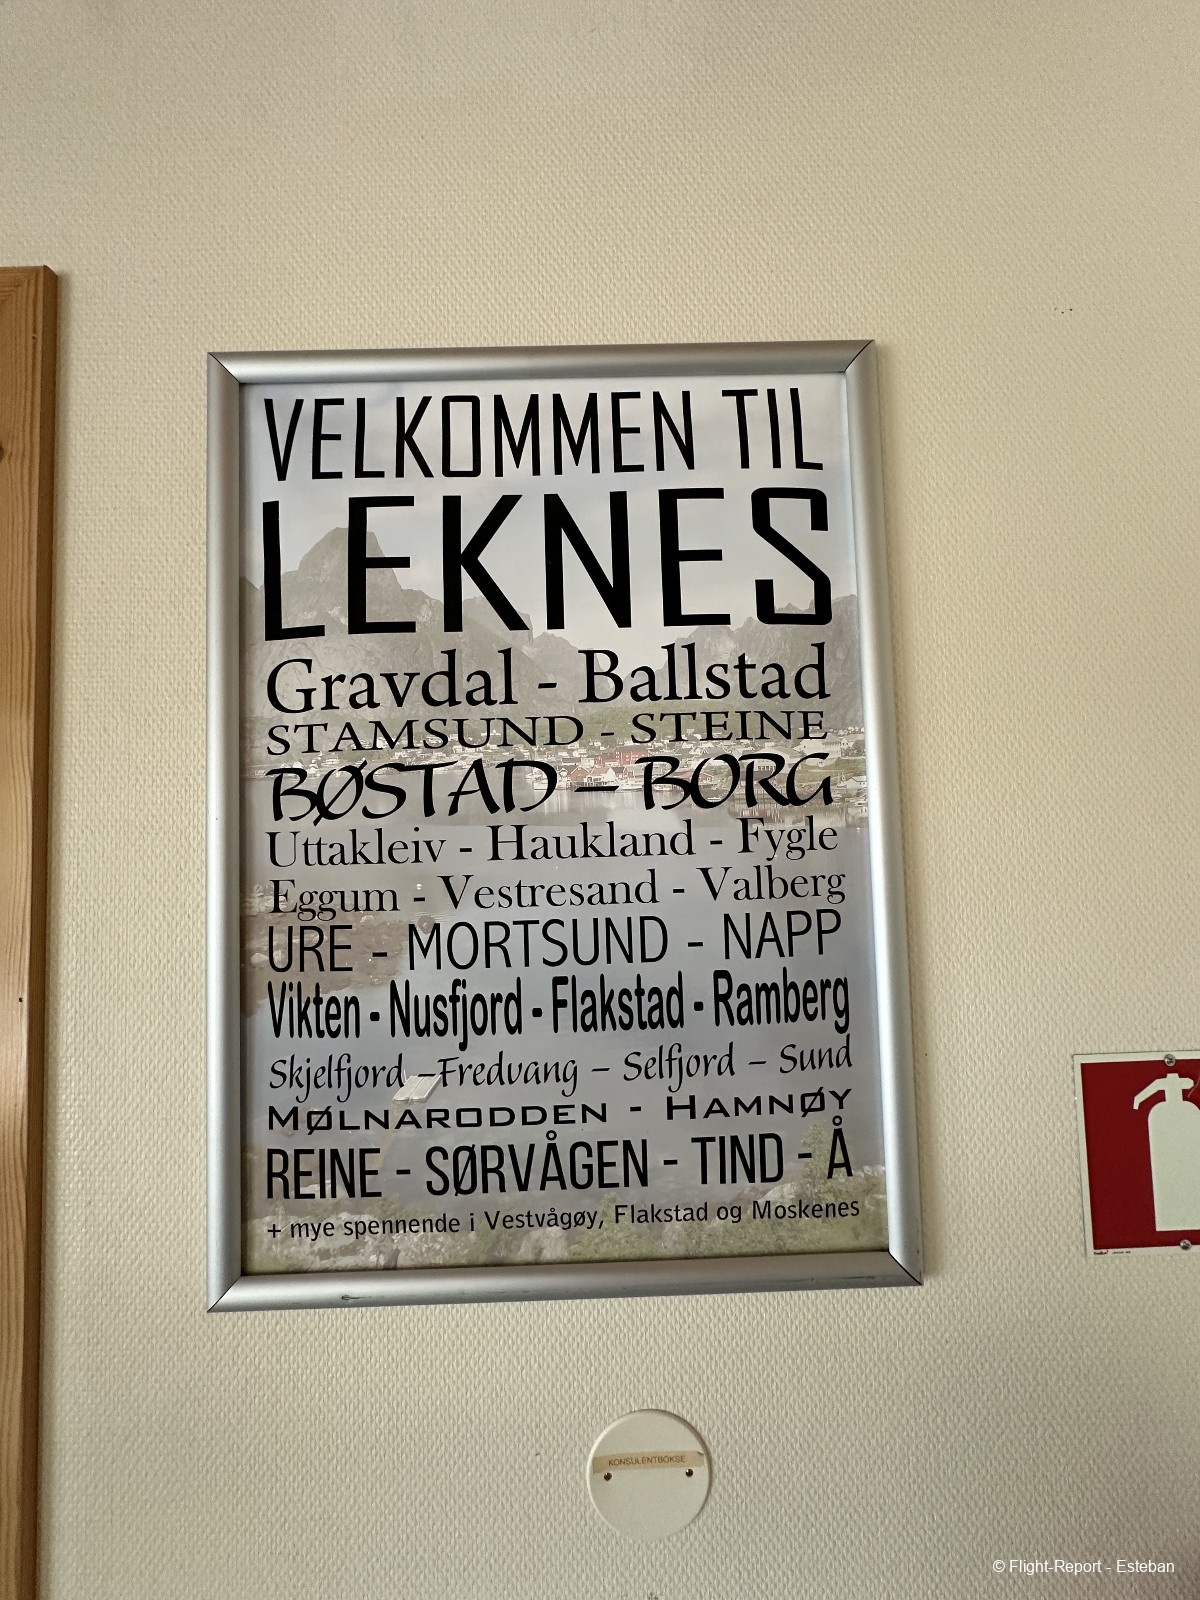 VELKOMMEN TIL
LEKNES
Gravdal - Ballstad
STAMSUND - STEINE
BØSTAD – BORG
Uttakleiv - Haukland - Fygle
Eggum - Vestresand - Valberg
URE - MORTSUND - NAPP
Vikten - Nusfjord - Flakstad - Ramberg
Skjelfjord –Fredvang – Selfjord – Sund
MØLNARODDEN - HAMNØY
REINE - SØRVÅGEN - TIND - Å
+ mye spennende i Vestvågøy, Flakstad og Moskenes
KONSULENTBOKSE
© Flight-Report - Esteban